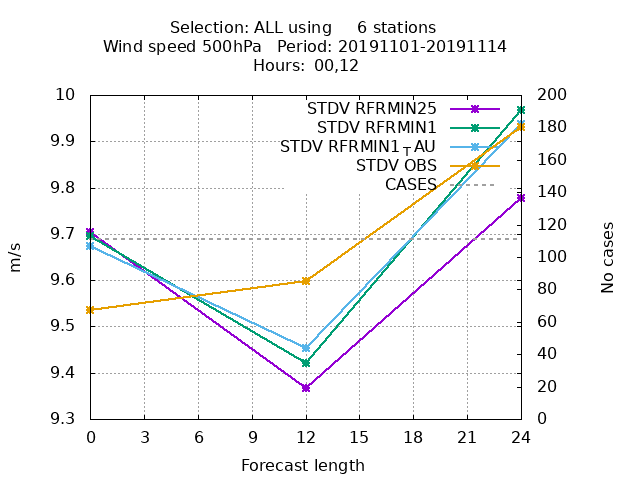 Selection: ALL using     6 stations
Wind speed 500hPa   Period: 20191101-20191114
Hours:  00,12
STDV RFRMIN25
STDV RFRMIN1
STDV RFRMIN1┬AU
STDV OBS
CASES
10
9.9
9.8
9.7
9.6
9.5
9.4
9.3
m/s
200
180
160
140
120
100
80
60
40
20
0
No cases
0 3 6 9 12 15 18 21 24
Forecast length